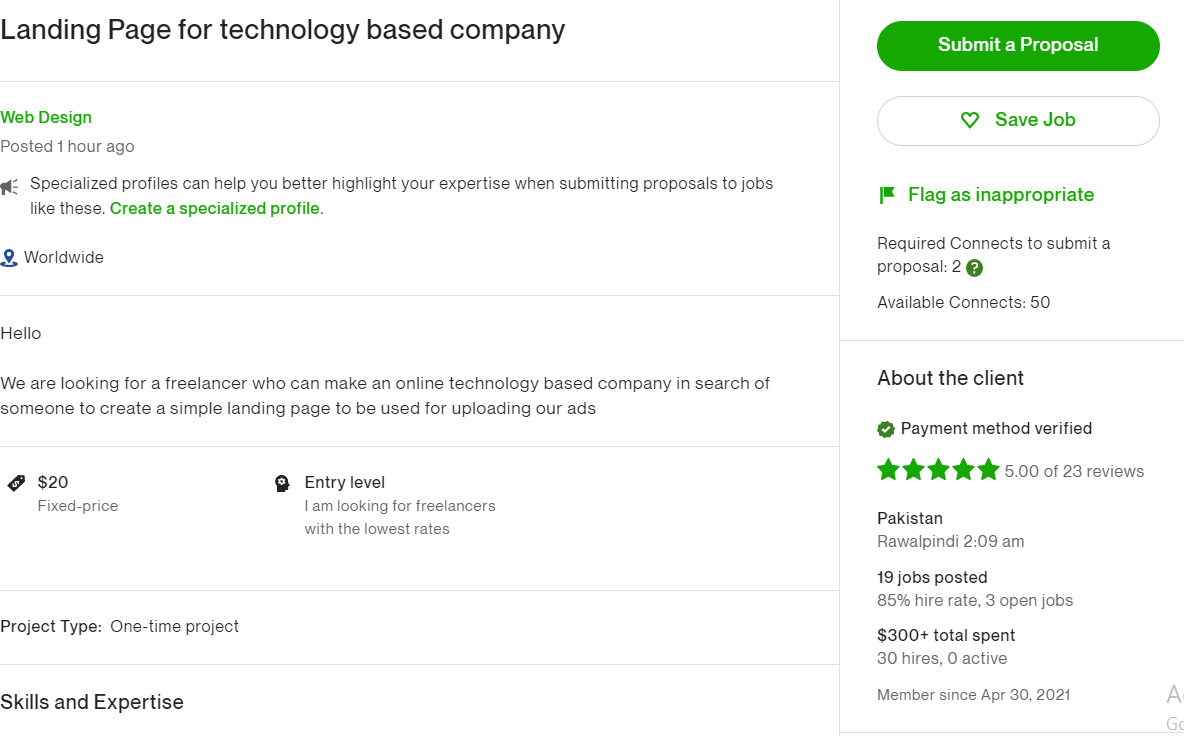 Landing Page for technology based company
Web Design
Posted 1 hour ago
Specialized profiles can help you better highlight your expertise when submitting proposals to jobs
like these. Create a specialized profile.
Worldwide
Hello
We are looking for a freelancer who can make an online technology based company in search of
someone to create a simple landing page to be used for uploading our ads
$20
Fixed-price
Entry level
I am looking for freelancers
with the lowest rates
Project Type: One-time project
Skills and Expertise
Submit a Proposal
Save Job
Flag as inappropriate
Required Connects to submit a
proposal: 2 ?
Available Connects: 50
About the client
Payment method verified
5.00 of 23 reviews
Pakistan
Rawalpindi 2:09 am
19 jobs posted
85% hire rate, 3 open jobs
$300+ total spent
30 hires, 0 active
Member since Apr 30, 2021